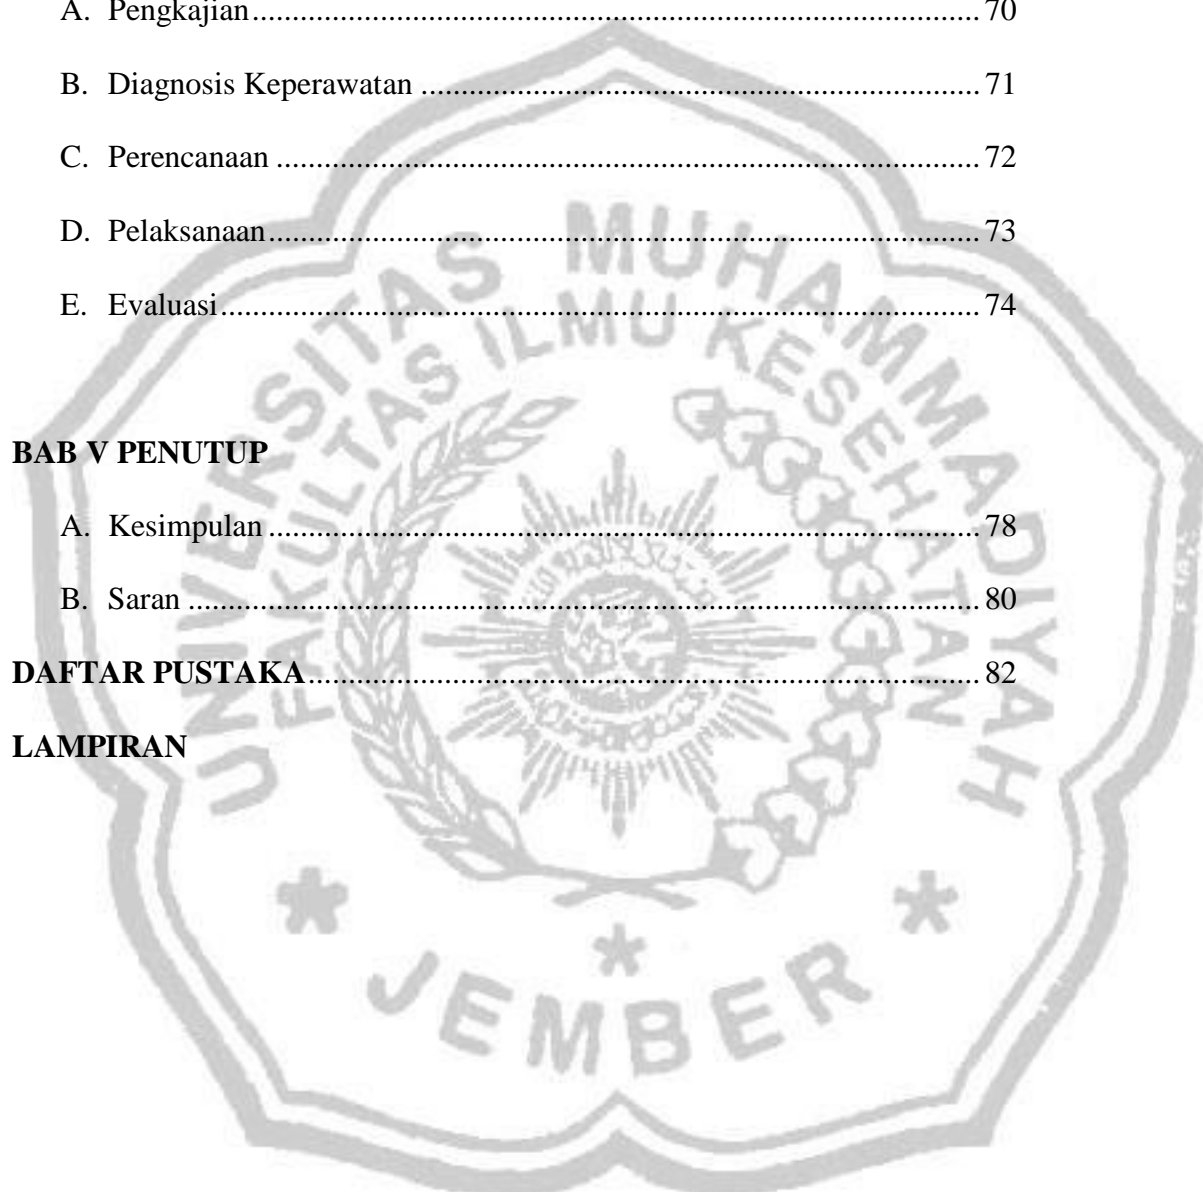 A. Pengkajian.......................................................................................... 70
B. Diagnosis Keperawatan ..................................................................... 71
C. Perencanaan ....................................................................................... 72
D. Pelaksanaan........................................................................................ 73
E. Evaluasi.............................................................................................. 74
BAB V PENUTUP
A. Kesimpulan ........................................................................................ 78
B. Saran .................................................................................................. 80
DAFTAR PUSTAKA................................................................................... 82
LAMPIRAN
UNIVERSITAS MUHAMMADIYAH
FAKULTAS ILMU KESEHATAN
* * *
JEMBER